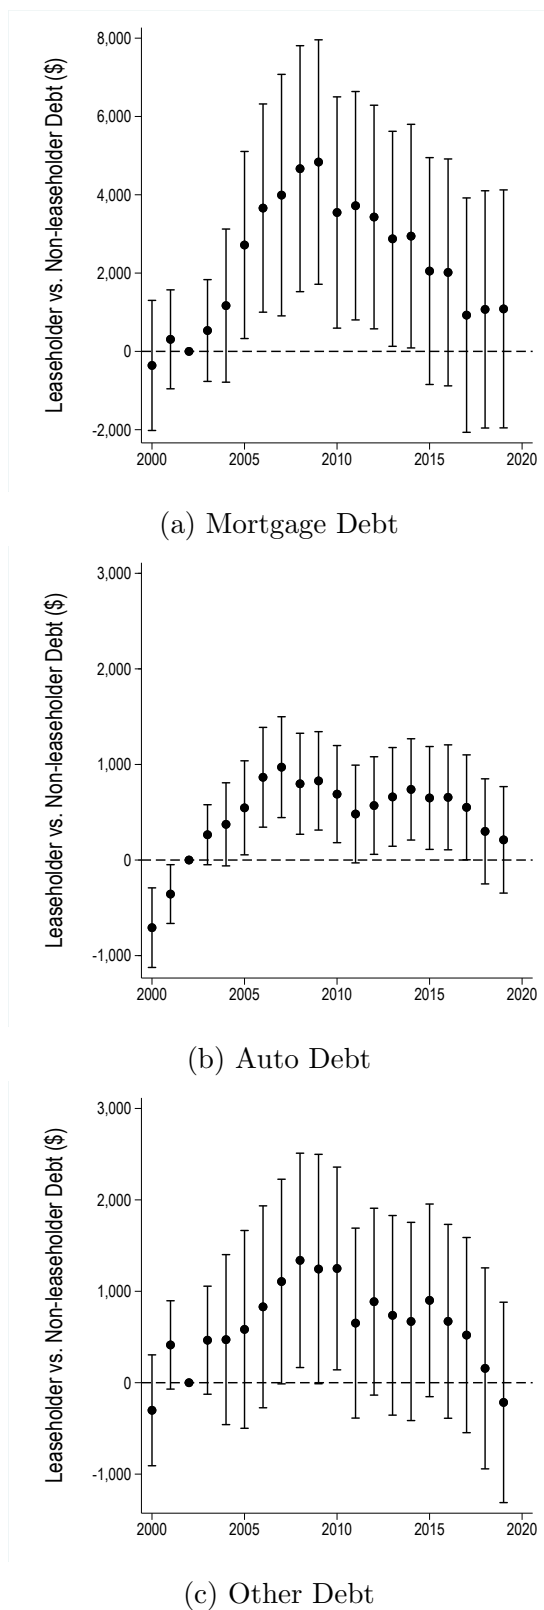 Leaseholder vs. Non-leaseholder Debt ($)
8,000
6,000
4,000
2,000
0
-2,000
2000 2005 2010 2015 2020
(a) Mortgage Debt
Leaseholder vs. Non-leaseholder Debt ($)
3,000
2,000
1,000
0
-1,000
2000 2005 2010 2015 2020
(b) Auto Debt
Leaseholder vs. Non-leaseholder Debt ($)
3,000
2,000
1,000
0
-1,000
2000 2005 2010 2015 2020
(c) Other Debt